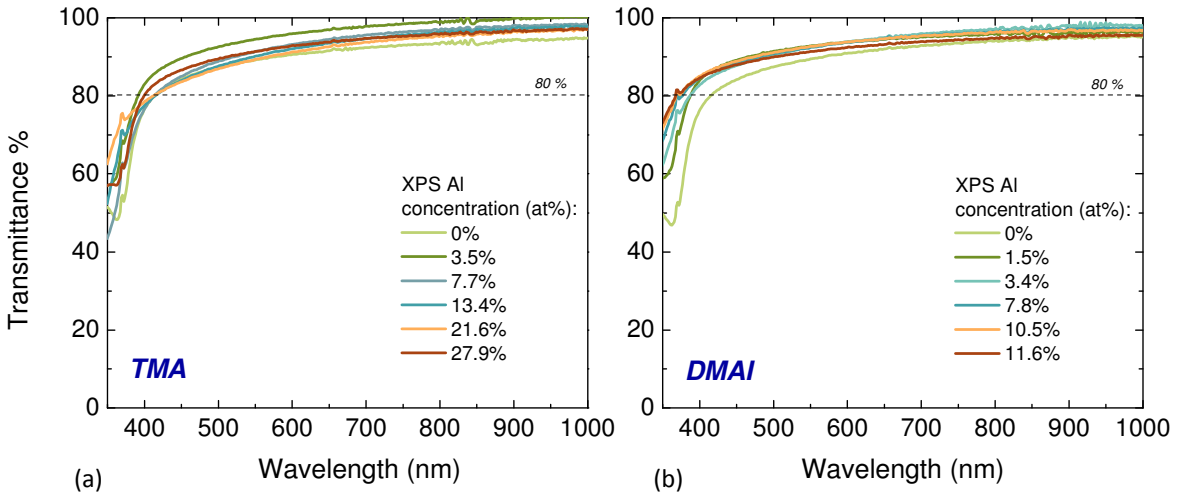 100
80
60
40
20
0
Transmittance %
80 %
XPS Al
concentration (at%):
0%
3.5%
7.7%
13.4%
21.6%
27.9%
TMA
400 500 600 700 800 900 1000
Wavelength (nm)
(a)
100
80
60
40
20
0
80 %
XPS Al
concentration (at%):
0%
1.5%
3.4%
7.8%
10.5%
11.6%
DMAI
400 500 600 700 800 900 1000
Wavelength (nm)
(b)